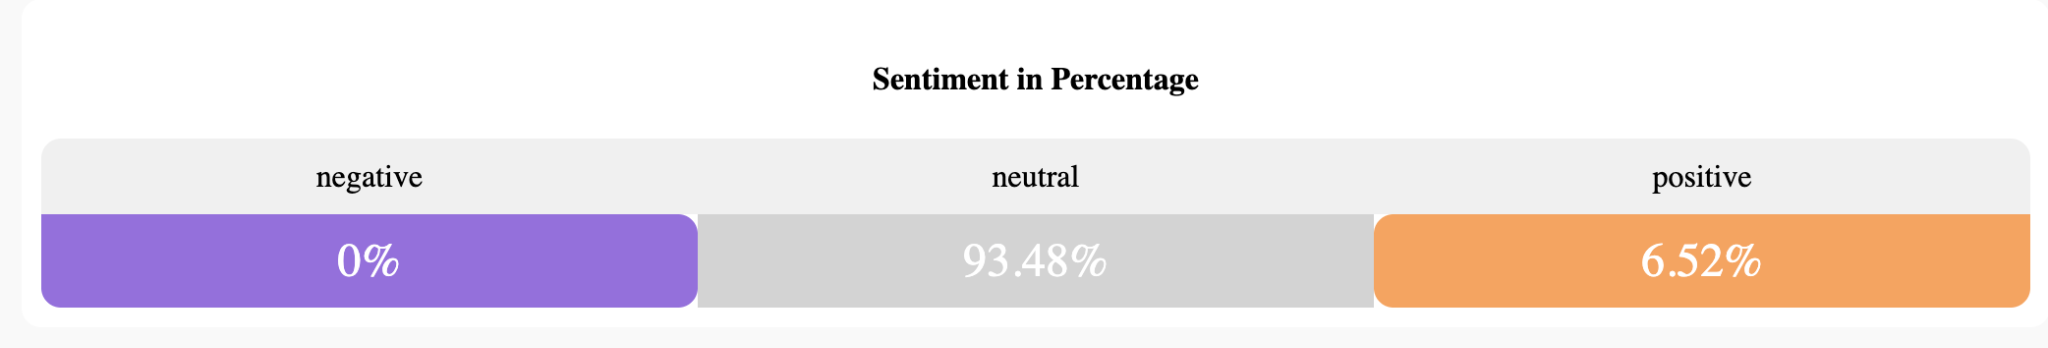 Sentiment in Percentage
negative neutral positive
0% 93.48% 6.52%